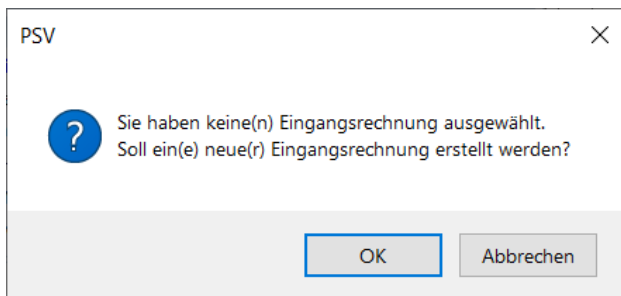 PSV
Sie haben keine(n) Eingangsrechnung ausgewählt.
Soll ein(e) neue(r) Eingangsrechnung erstellt werden?
OK
Abbrechen